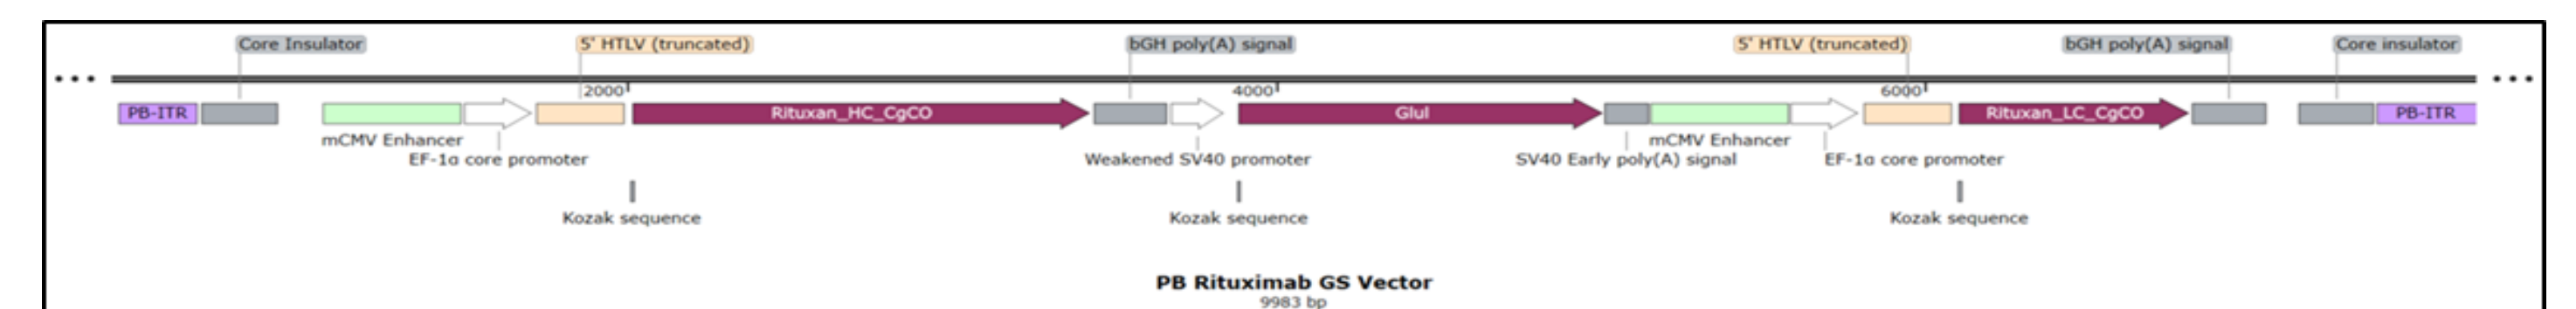 Core Insulator 5' HTLV (truncated) bGH poly(A) signal 5' HTLV (truncated) bGH poly(A) signal Core insulator
2000 4000 6000
PB-ITR Rituxan_HC_CgCO GluI Rituxan_LC_CgCO PB-ITR
mCMV Enhancer mCMV Enhancer
EF-1α core promoter Weakened SV40 promoter SV40 Early poly(A) signal EF-1α core promoter
Kozak sequence Kozak sequence Kozak sequence
PB Rituximab GS Vector
9983 bp